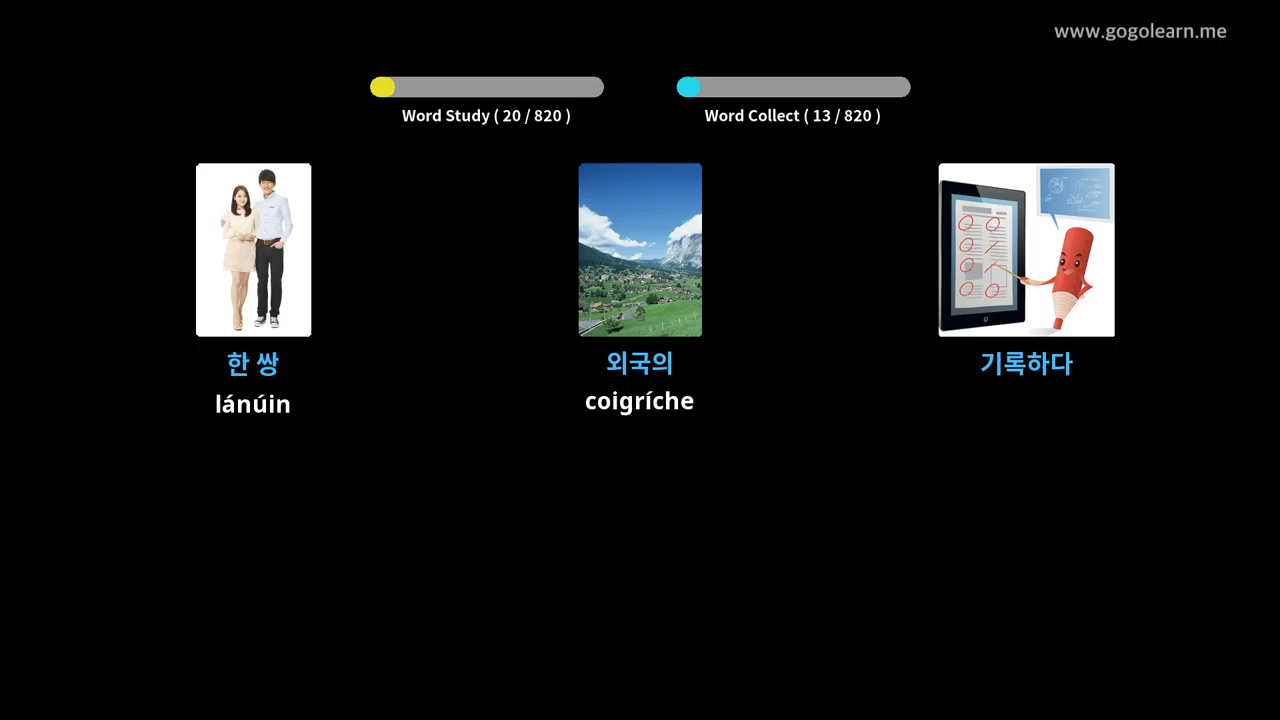 www.gogolearn.me
Word Study ( 20 / 820 )
Word Collect ( 13 / 820 )
한 쌍
외국의
기록하다
lánúin
coigríche